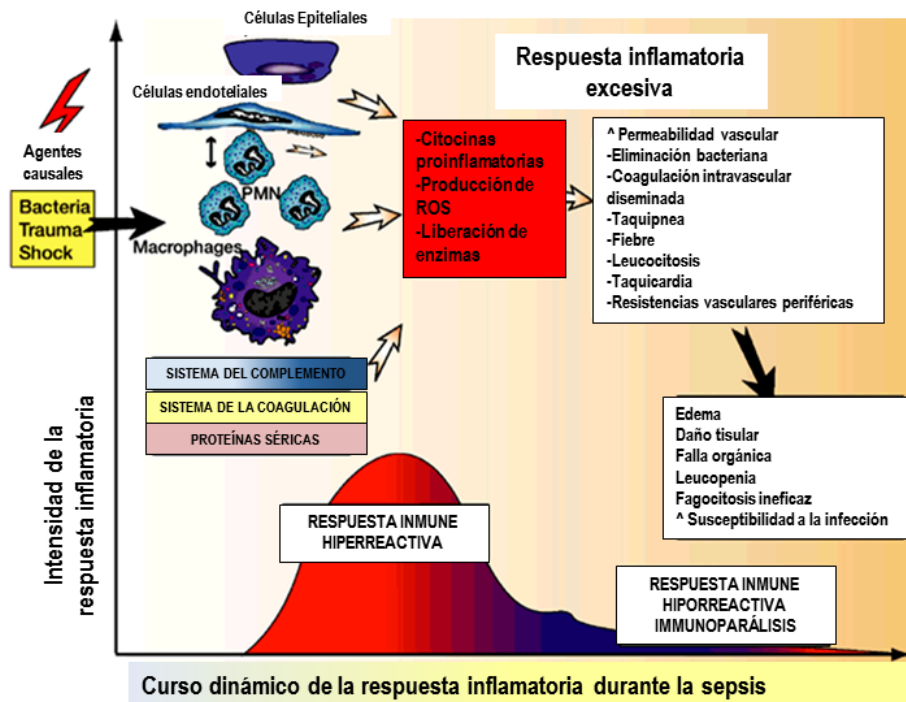 Células Epiteliales
Respuesta inflamatoria
excesiva
Células endoteliales
Agentes
causales
Bacteria
Trauma
Shock
PMN
Macrophages
-Citocinas
proinflamatorias
-Producción de
ROS
-Liberación de
enzimas
^ Permeabilidad vascular
-Eliminación bacteriana
-Coagulación intravascular
diseminada
-Taquipnea
-Fiebre
-Leucocitosis
-Taquicardia
-Resistencias vasculares periféricas
SISTEMA DEL COMPLEMENTO
SISTEMA DE LA COAGULACIÓN
PROTEÍNAS SÉRICAS
Edema
Daño tisular
Falla orgánica
Leucopenia
Fagocitosis ineficaz
^ Susceptibilidad a la infección
Intensidad de la
respuesta inflamatoria
RESPUESTA INMUNE
HIPERREACTIVA
RESPUESTA INMUNE
HIPORREACTIVA
IMMUNOPARÁLISIS
Curso dinámico de la respuesta inflamatoria durante la sepsis